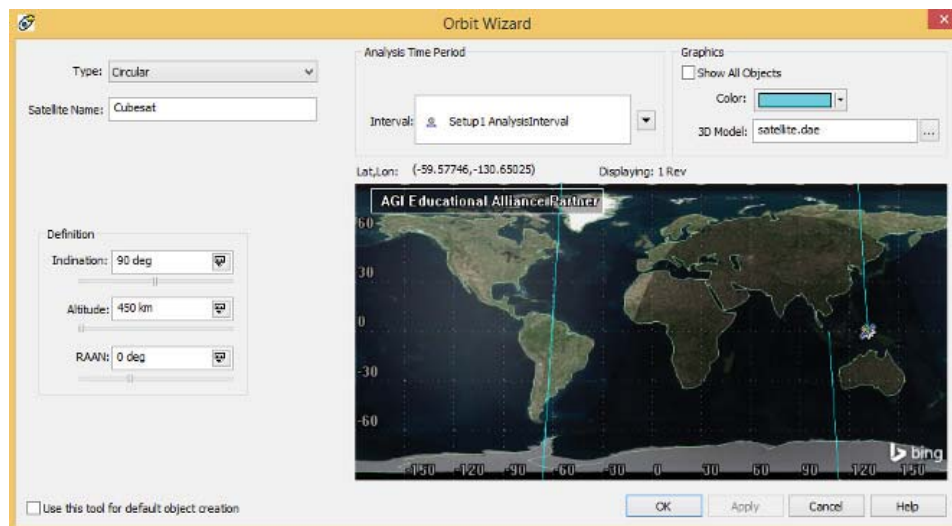 Orbit Wizard
Type: Circular
Satellite Name: Cubesat
Analysis Time Period
Interval: Setup1 AnalysisInterval
Graphics
Show All Objects
Color:
3D Model: satellite.dae ...
Lat,Lon: (-59.57746,-130.65025) Displaying: 1 Rev
AGI Educational Alliance Partner
60
30
0
-30
-60
-150 -120 -90 -60 -30 0 30 60 90 120 150
bing
Definition
Inclination: 90 deg
Altitude: 450 km
RAAN: 0 deg
Use this tool for default object creation
OK Apply Cancel Help